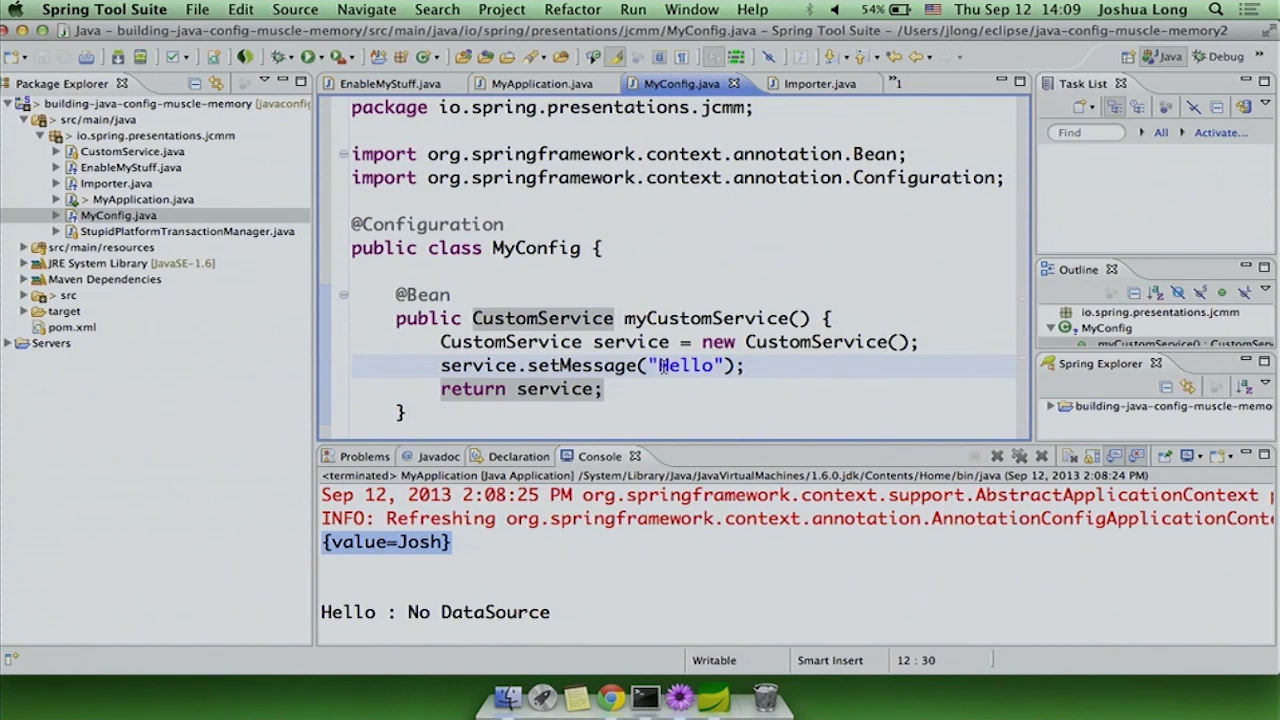 Spring Tool Suite File Edit Source Navigate Search Project Refactor Run Window Help 54% Thu Sep 12 14:09 Joshua Long
Java - building-java-config-muscle-memory/src/main/java/io/spring/presentations/jcmm/MyConfig.java - Spring Tool Suite - /Users/jlong/eclipse/springworkspace2
Java Debug
Package Explorer
building-java-config-muscle-memory [javaconfig
> src/main/java
> io.spring.presentations.jcmm
CustomService.java
EnableMyStuff.java
Importer.java
> MyApplication.java
MyConfig.java
StupidPlatformTransactionManager.java
src/main/resources
JRE System Library [JavaSE-1.6]
Maven Dependencies
> src
target
pom.xml
Servers
EnableMyStuff.java MyApplication.java MyConfig.java Importer.java »1
package io.spring.presentations.jcmm;
import org.springframework.context.annotation.Bean;
import org.springframework.context.annotation.Configuration;
@Configuration
public class MyConfig {
@Bean
public CustomService myCustomService() {
CustomService service = new CustomService();
service.setMessage("Hello");
return service;
}
Task List
Find All Activate...
Outline
io.spring.presentations.jcmm
MyConfig
myCustomService() : CustomServ
Spring Explorer
building-java-config-muscle-memo
Problems Javadoc Declaration Console
<terminated> MyApplication [Java Application] /System/Library/Java/JavaVirtualMachines/1.6.0.jdk/Contents/Home/bin/java (Sep 12, 2013 2:08:24 PM)
Sep 12, 2013 2:08:25 PM org.springframework.context.support.AbstractApplicationContext p
INFO: Refreshing org.springframework.context.annotation.AnnotationConfigApplicationConte
{value=Josh}
Hello : No DataSource
Writable Smart Insert 12 : 30